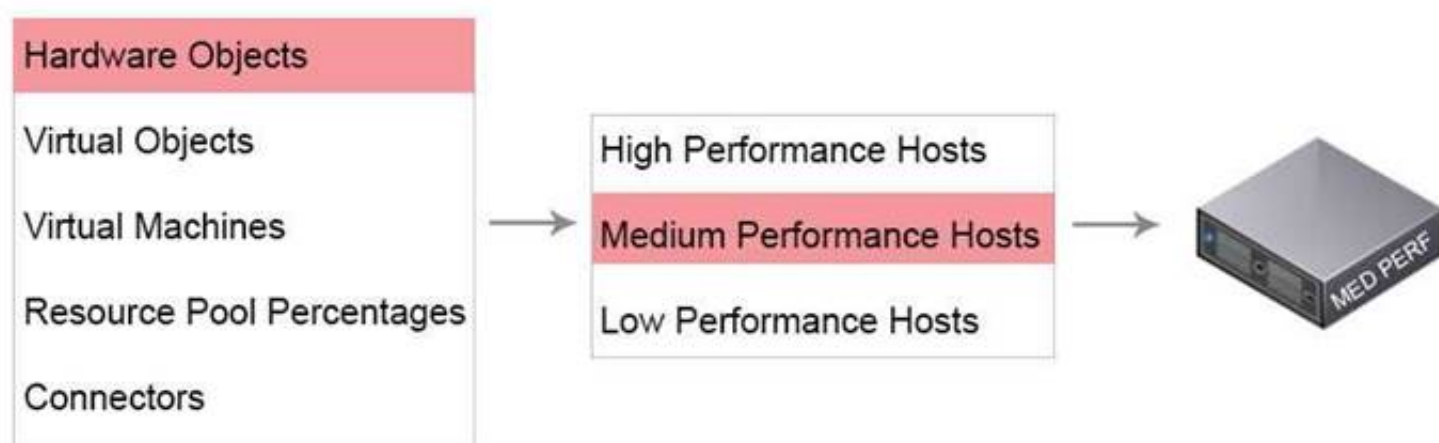 Hardware Objects
Virtual Objects
Virtual Machines
Resource Pool Percentages
Connectors
High Performance Hosts
Medium Performance Hosts
Low Performance Hosts
MED PERF